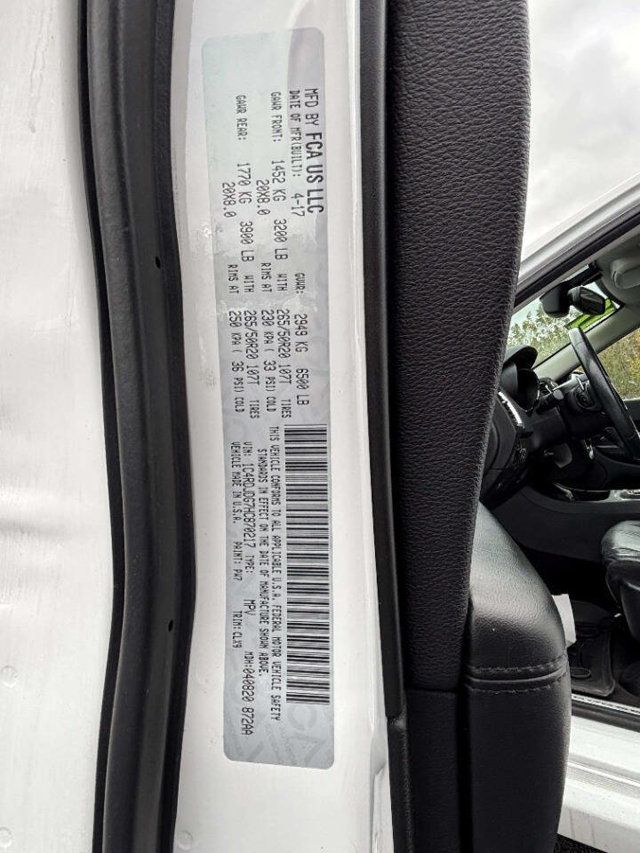 MFD BY FCA US LLC
DATE OF MFR(BUILT): 4-17 GVWR: 2949 KG 6500 LB
GAWR FRONT: 1452 KG 3200 LB WITH 265/50R20 107T TIRES
20X8.0 RIMS AT 230 KPA ( 33 PSI) COLD
GAWR REAR: 1770 KG 3900 LB WITH 265/50R20 107T TIRES
20X8.0 RIMS AT 250 KPA ( 36 PSI) COLD
THIS VEHICLE CONFORMS TO ALL APPLICABLE U.S.A. FEDERAL MOTOR VEHICLE SAFETY
STANDARDS IN EFFECT ON THE DATE OF MANUFACTURE SHOWN ABOVE.
VIN: 1C4RDJDG7HC870217 TYPE: MPV MDH:040820 872AA
VEHICLE MADE IN U.S.A. PAINT: PW7 TRIM: CLX9